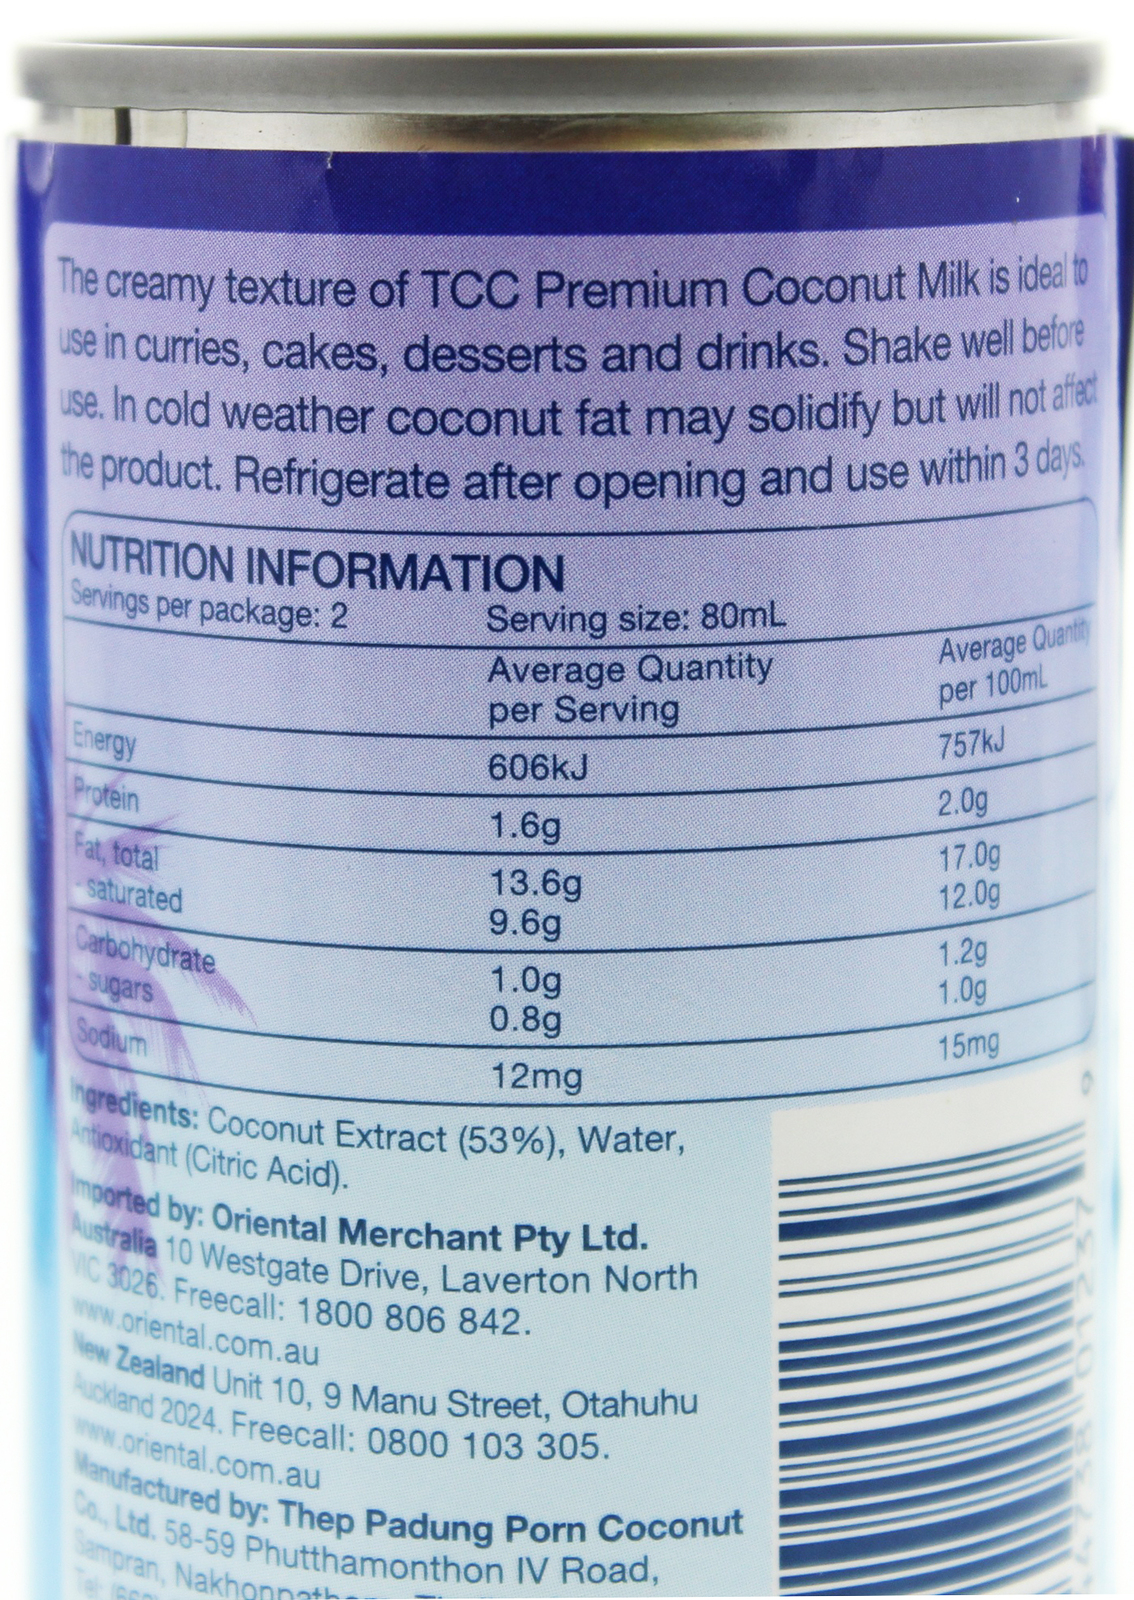 The creamy texture of TCC Premium Coconut Milk is ideal to
use in curries, cakes, desserts and drinks. Shake well before
use. In cold weather coconut fat may solidify but will not affect
the product. Refrigerate after opening and use within 3 days.
NUTRITION INFORMATION
Servings per package: 2 Serving size: 80mL
Average Quantity per Serving Average Quantity per 100mL
Energy 606kJ 757kJ
Protein 1.6g 2.0g
Fat, total 13.6g 17.0g
- saturated 9.6g 12.0g
Carbohydrate 1.0g 1.2g
- sugars 0.8g 1.0g
Sodium 12mg 15mg
Ingredients: Coconut Extract (53%), Water,
Antioxidant (Citric Acid).
Imported by: Oriental Merchant Pty Ltd.
Australia 10 Westgate Drive, Laverton North
VIC 3026. Freecall: 1800 806 842.
www.oriental.com.au
New Zealand Unit 10, 9 Manu Street, Otahuhu
Auckland 2024. Freecall: 0800 103 305.
www.oriental.com.au
Manufactured by: Thep Padung Porn Coconut
Co., Ltd. 58-59 Phutthamonthon IV Road,
Sampran,